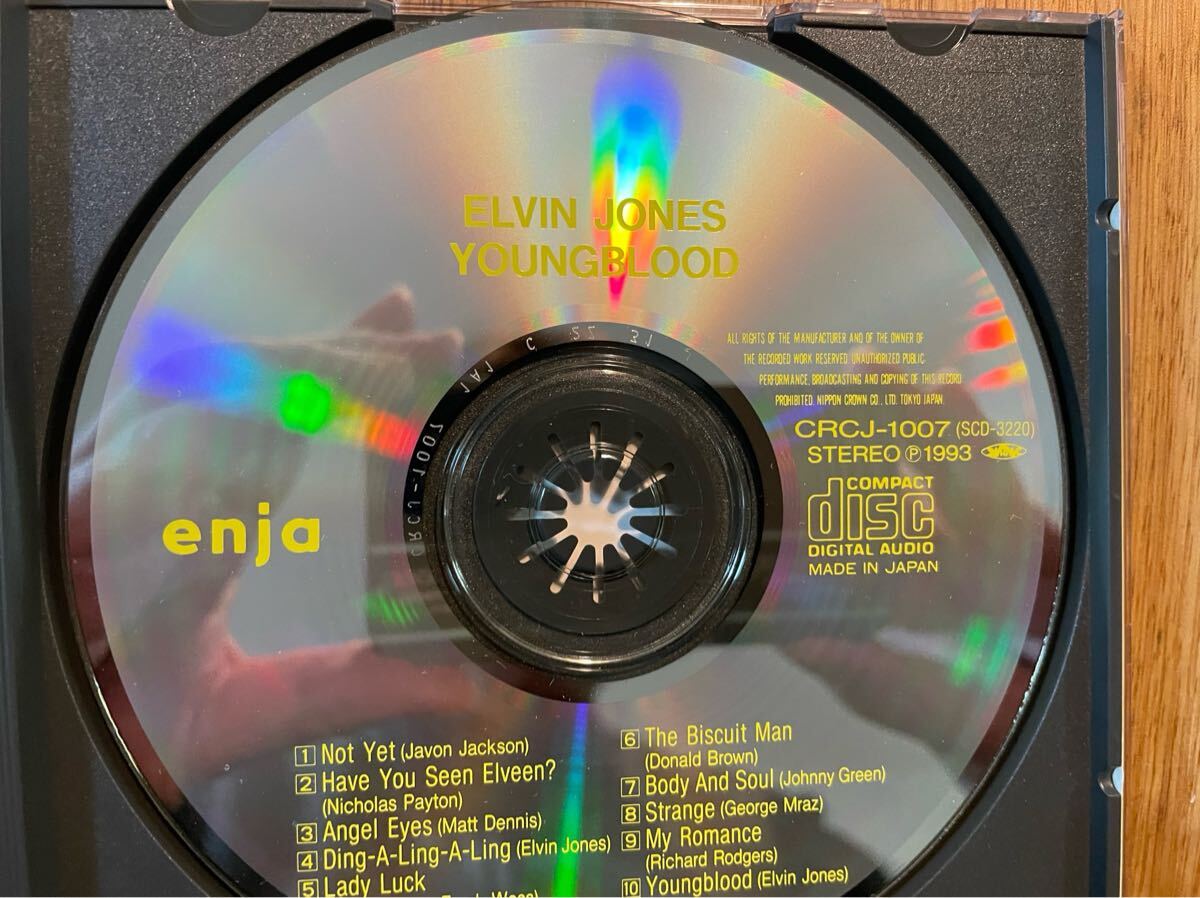 ELVIN JONES
YOUNGBLOOD
ALL RIGHTS OF THE MANUFACTURER AND OF THE OWNER OF
THE RECORDED WORK RESERVED. UNAUTHORIZED PUBLIC
PERFORMANCE, BROADCASTING AND COPYING OF THIS RECORD
PROHIBITED. NIPPON CROWN CO., LTD. TOKYO JAPAN.
CRCJ-1007 (SCD-3220)
STEREO Ⓟ 1993
COMPACT
disc
DIGITAL AUDIO
MADE IN JAPAN
enja
CRCJ-1007
1 Not Yet (Javon Jackson)
2 Have You Seen Elveen?
(Nicholas Payton)
3 Angel Eyes (Matt Dennis)
4 Ding-A-Ling-A-Ling (Elvin Jones)
5 Lady Luck
6 The Biscuit Man
(Donald Brown)
7 Body And Soul (Johnny Green)
8 Strange (George Mraz)
9 My Romance
(Richard Rodgers)
10 Youngblood (Elvin Jones)